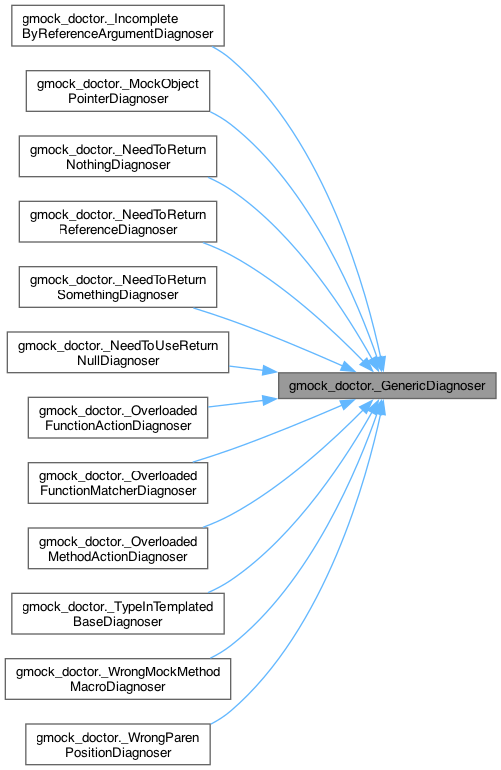 gmock_doctor._Incomplete
ByReferenceArgumentDiagnoser
gmock_doctor._MockObject
PointerDiagnoser
gmock_doctor._NeedToReturn
NothingDiagnoser
gmock_doctor._NeedToReturn
ReferenceDiagnoser
gmock_doctor._NeedToReturn
SomethingDiagnoser
gmock_doctor._NeedToUseReturn
NullDiagnoser
gmock_doctor._GenericDiagnoser
gmock_doctor._Overloaded
FunctionActionDiagnoser
gmock_doctor._Overloaded
FunctionMatcherDiagnoser
gmock_doctor._Overloaded
MethodActionDiagnoser
gmock_doctor._TypeInTemplated
BaseDiagnoser
gmock_doctor._WrongMockMethod
MacroDiagnoser
gmock_doctor._WrongParen
PositionDiagnoser